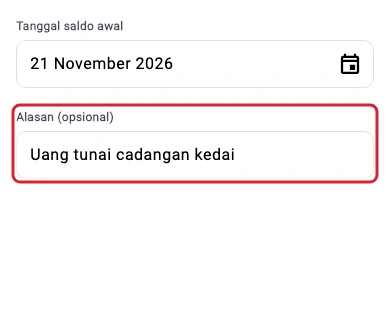 Tanggal saldo awal
21 November 2026
Alasan (opsional)
Uang tunai cadangan kedai